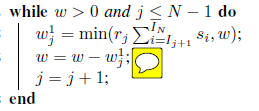 while w > 0 and j ≤ N − 1 do
w_j^1 = min(r_j ∑_{i=I_{j+1}}^{I_N} s_i, w);
w = w − w_j^1;
j = j + 1;
end